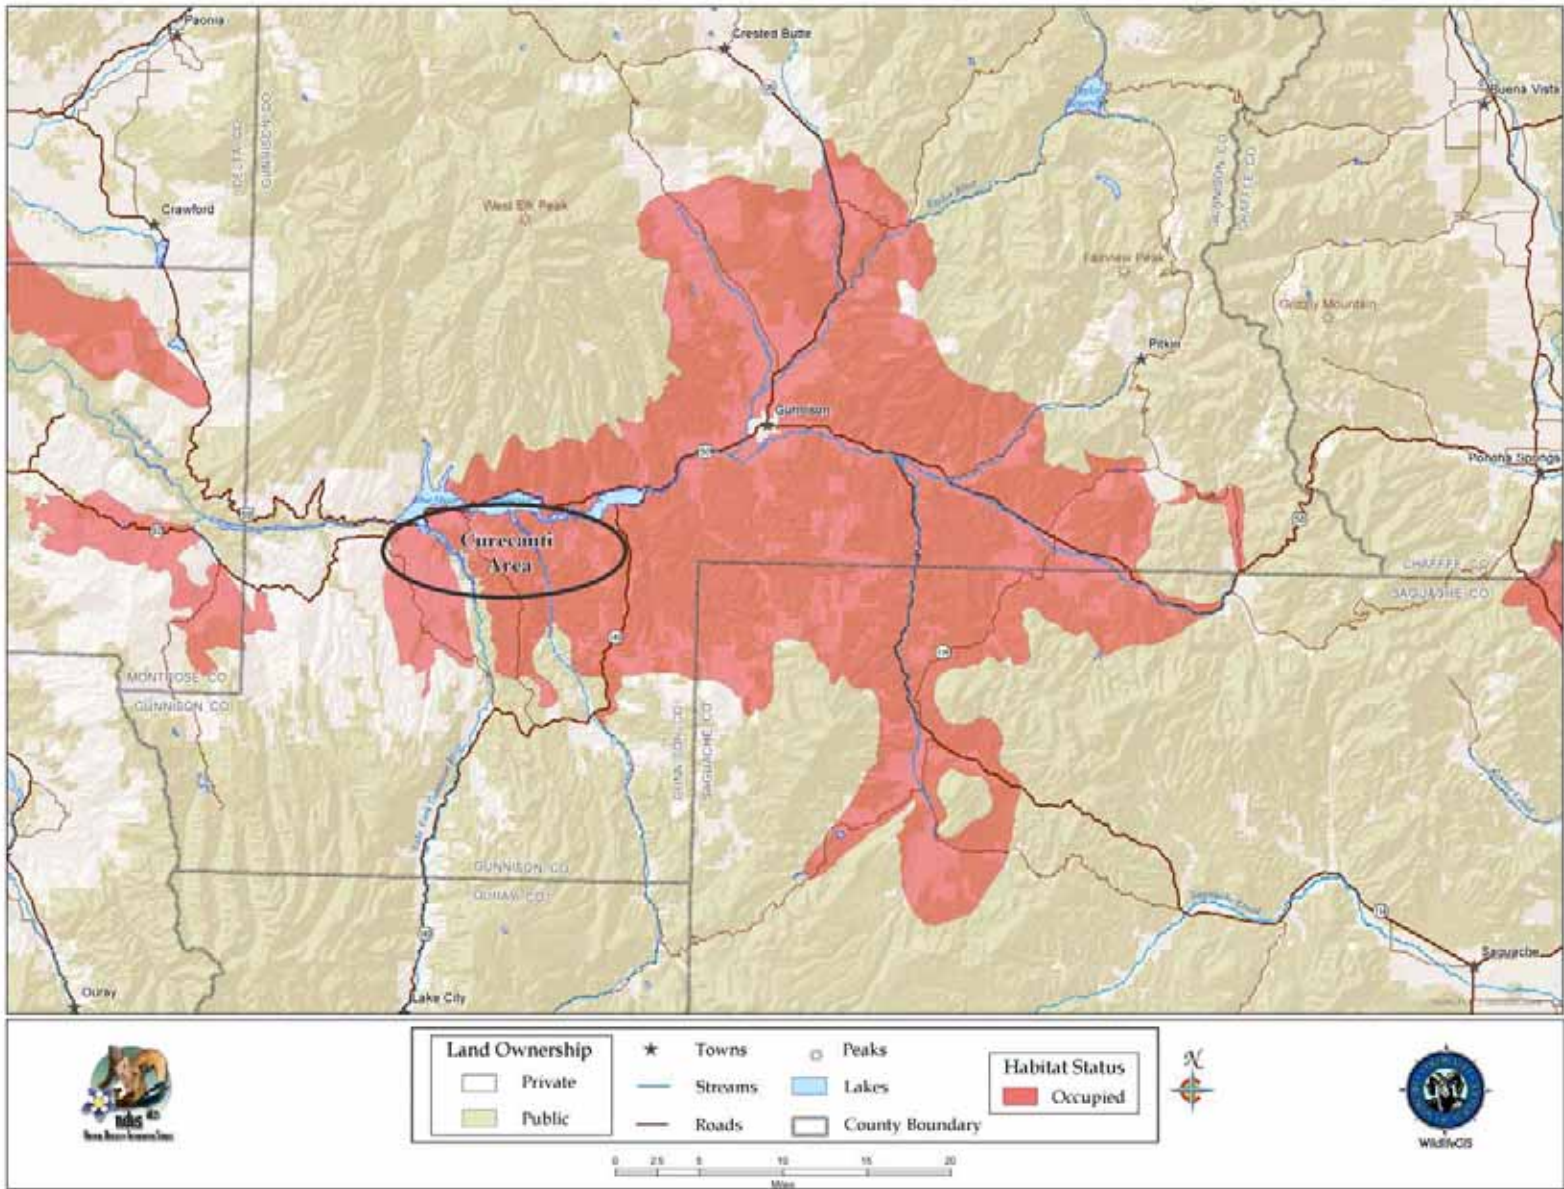 Paonia
Crested Butte
Buena Vista
DELTA CO
GUNNISON CO
Crawford
West Elk Peak
GUNNISON CO
CHAFFEE CO
Fairview Peak
Grizzly Mountain
Pitkin
Gunnison
50
Poncha Springs
Curecanti
Area
CHAFFEE CO
SAGUACHE CO
149
MONTROSE CO
GUNNISON CO
GUNNISON CO
SAGUACHE CO
GUNNISON CO
Saguache
Ouray
Lake City
Land Ownership
Private
Public
Towns
Streams
Roads
Peaks
Lakes
County Boundary
Habitat Status
Occupied
N
ndis
WildlifeGIS
0 2.5 5 10 15 20
Miles